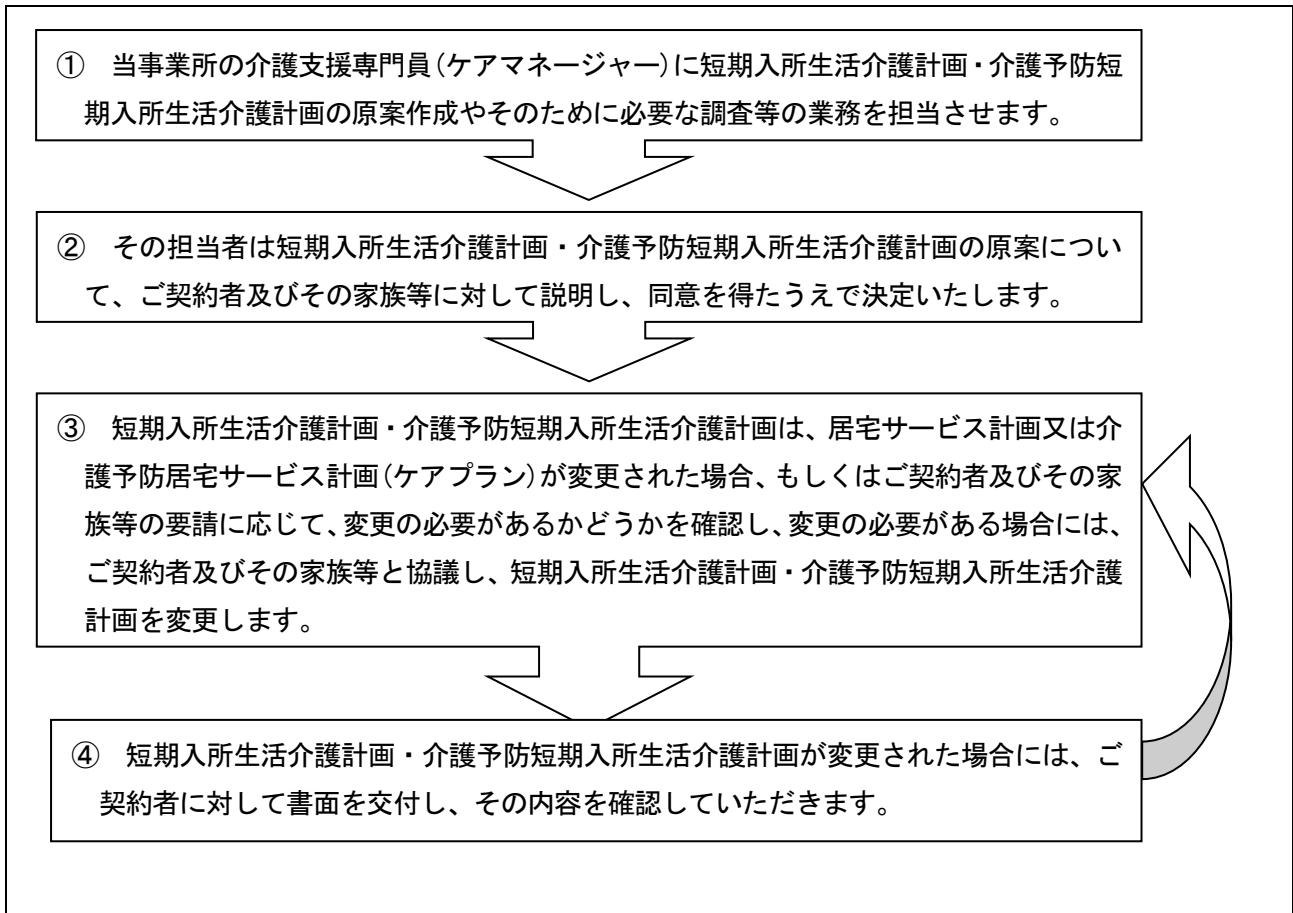 ① 当事業所の介護支援専門員(ケアマネージャー)に短期入所生活介護計画・介護予防短
期入所生活介護計画の原案作成やそのために必要な調査等の業務を担当させます。
② その担当者は短期入所生活介護計画・介護予防短期入所生活介護計画の原案につい
て、ご契約者及びその家族等に対して説明し、同意を得たうえで決定いたします。
③ 短期入所生活介護計画・介護予防短期入所生活介護計画は、居宅サービス計画又は介
護予防居宅サービス計画(ケアプラン)が変更された場合、もしくはご契約者及びその家
族等の要請に応じて、変更の必要があるかどうかを確認し、変更の必要がある場合には、
ご契約者及びその家族等と協議し、短期入所生活介護計画・介護予防短期入所生活介護
計画を変更します。
④ 短期入所生活介護計画・介護予防短期入所生活介護計画が変更された場合には、ご
契約者に対して書面を交付し、その内容を確認していただきます。